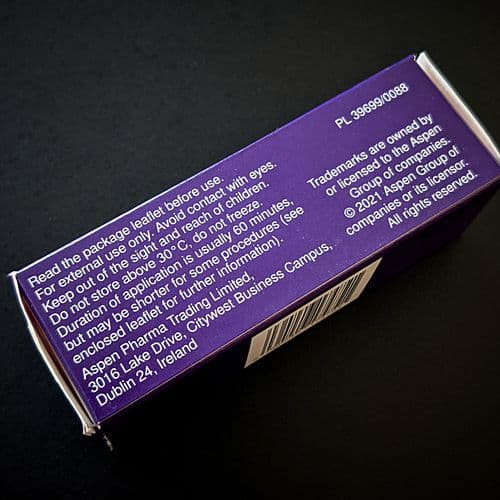 Read the package leaflet before use.
For external use only. Avoid contact with eyes.
Keep out of the sight and reach of children.
Do not store above 30°C, do not freeze.
Duration of application is usually 60 minutes,
but may be shorter for some procedures (see
enclosed leaflet for further information).
Aspen Pharma Trading Limited,
3016 Lake Drive, Citywest Business Campus,
Dublin 24, Ireland
PL 39699/0088
Trademarks are owned by
or licensed to the Aspen
Group of companies.
© 2021 Aspen Group of
companies or its licensor.
All rights reserved.